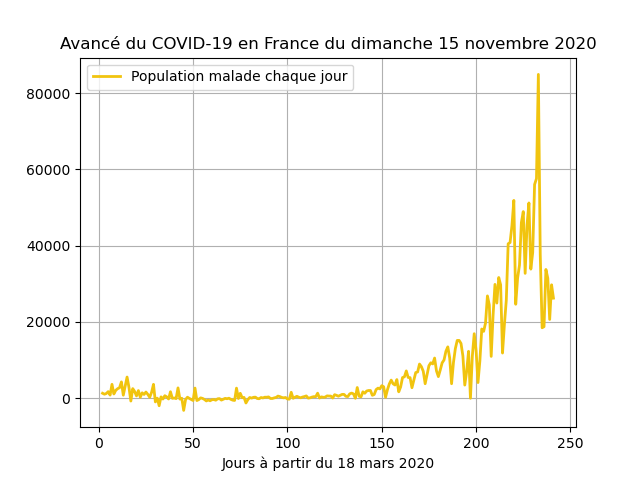 Avancé du COVID-19 en France du dimanche 15 novembre 2020
Population malade chaque jour
80000
60000
40000
20000
0
0 50 100 150 200 250
Jours à partir du 18 mars 2020